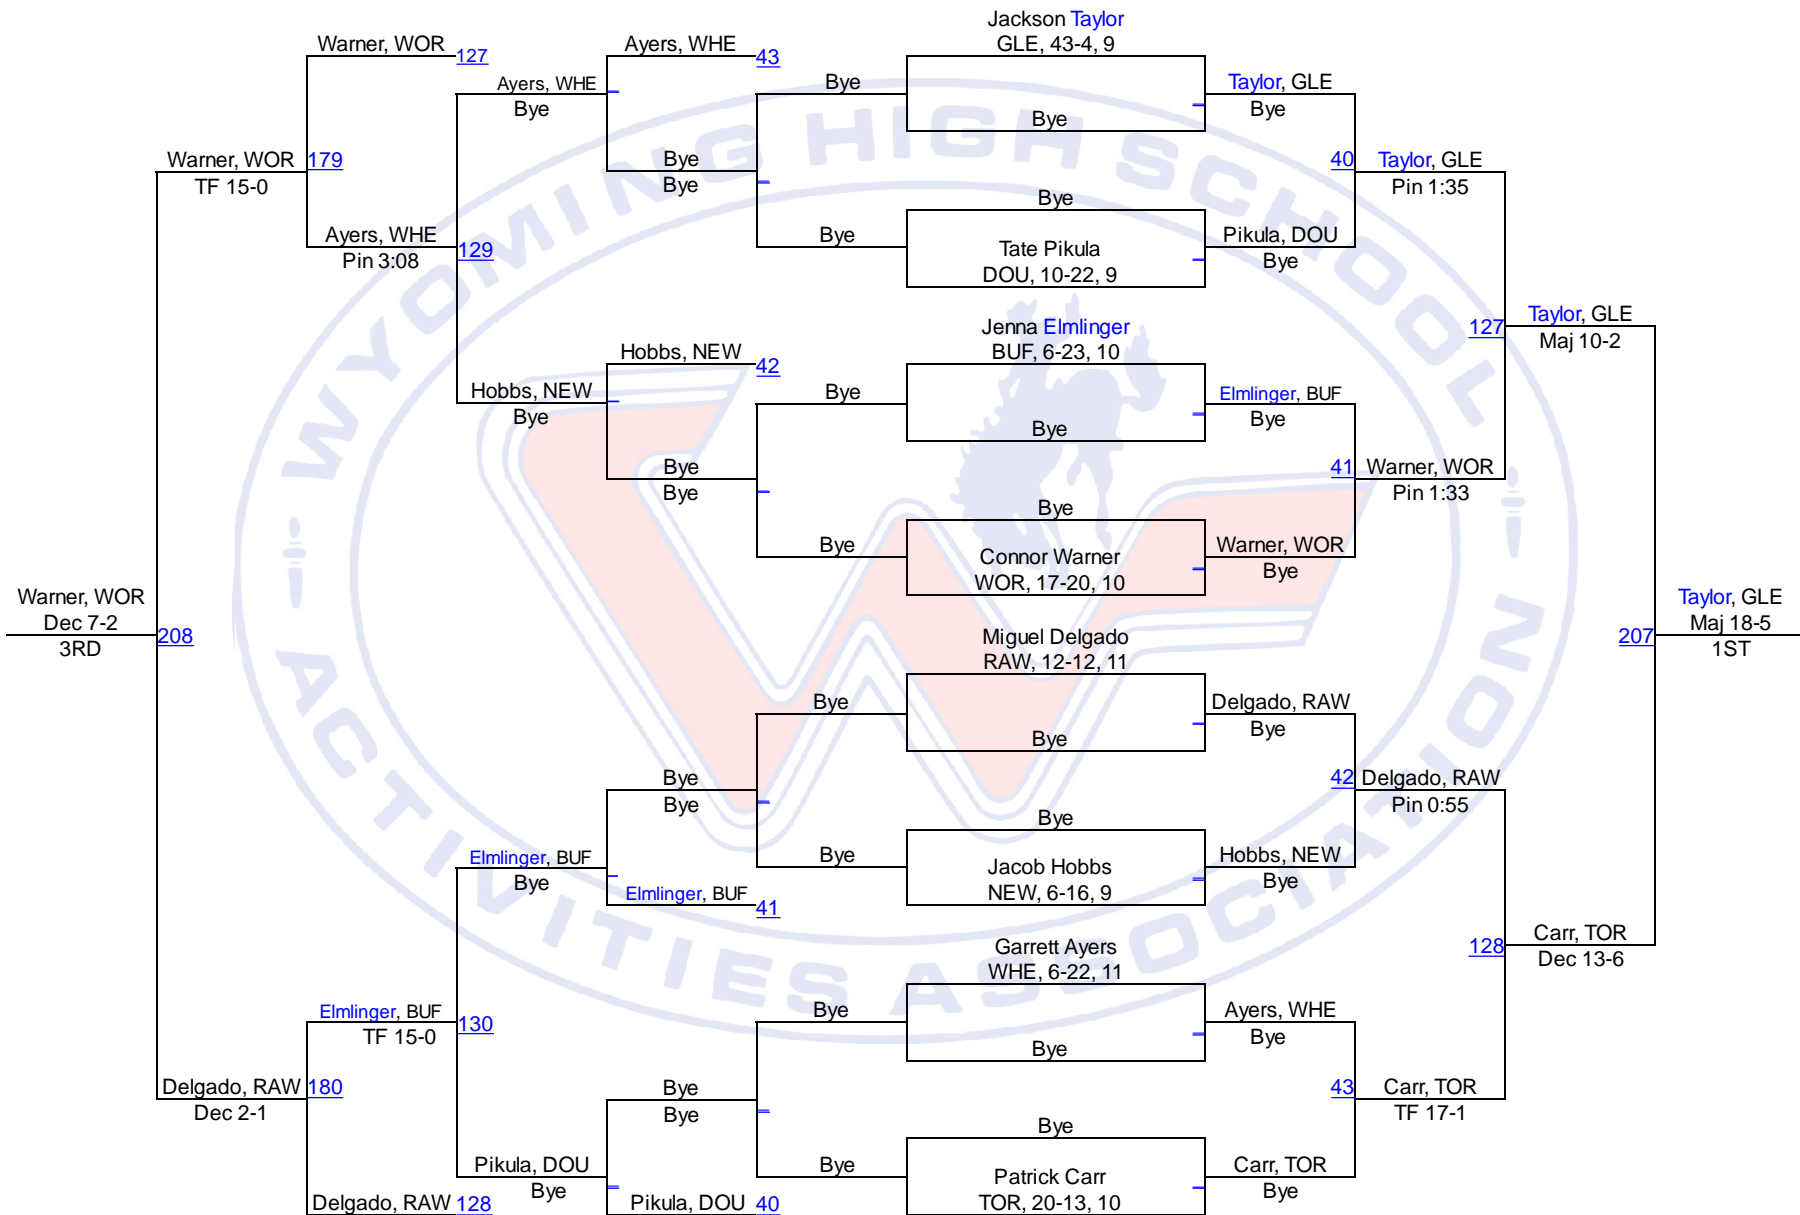 Jackson Taylor
Warner, WOR 127
Ayers, WHE 43
GLE, 43-4, 9
Ayers, WHE
Bye
Bye
Taylor, GLE
Bye
Bye
Warner, WOR 179
TF 15-0
Bye
Bye
40 Taylor, GLE
Pin 1:35
Bye
Ayers, WHE 129
Pin 3:08
Bye
Tate Pikula
DOU, 10-22, 9
Pikula, DOU
Bye
Jenna Elmlinger
BUF, 6-23, 10
127 Taylor, GLE
Maj 10-2
Hobbs, NEW 42
Hobbs, NEW
Bye
Bye
Elmlinger, BUF
Bye
Bye
Bye
Bye
41 Warner, WOR
Pin 1:33
Bye
Bye
Connor Warner
WOR, 17-20, 10
Warner, WOR
Bye
Warner, WOR
Dec 7-2
3RD
208
Miguel Delgado
RAW, 12-12, 11
207
Taylor, GLE
Maj 18-5
1ST
Bye
Delgado, RAW
Bye
Bye
Bye
Bye
42 Delgado, RAW
Pin 0:55
Bye
Elmlinger, BUF
Bye
Bye
Jacob Hobbs
NEW, 6-16, 9
Hobbs, NEW
Bye
Elmlinger, BUF 41
Garrett Ayers
WHE, 6-22, 11
128 Carr, TOR
Dec 13-6
Elmlinger, BUF 130
TF 15-0
Bye
Ayers, WHE
Bye
Bye
Delgado, RAW 180
Dec 2-1
Bye
Bye
43 Carr, TOR
TF 17-1
Bye
Pikula, DOU
Bye
Bye
Patrick Carr
TOR, 20-13, 10
Carr, TOR
Bye
Delgado, RAW 128
Pikula, DOU 40
WYOMING HIGH SCHOOL
ACTIVITIES ASSOCIATION